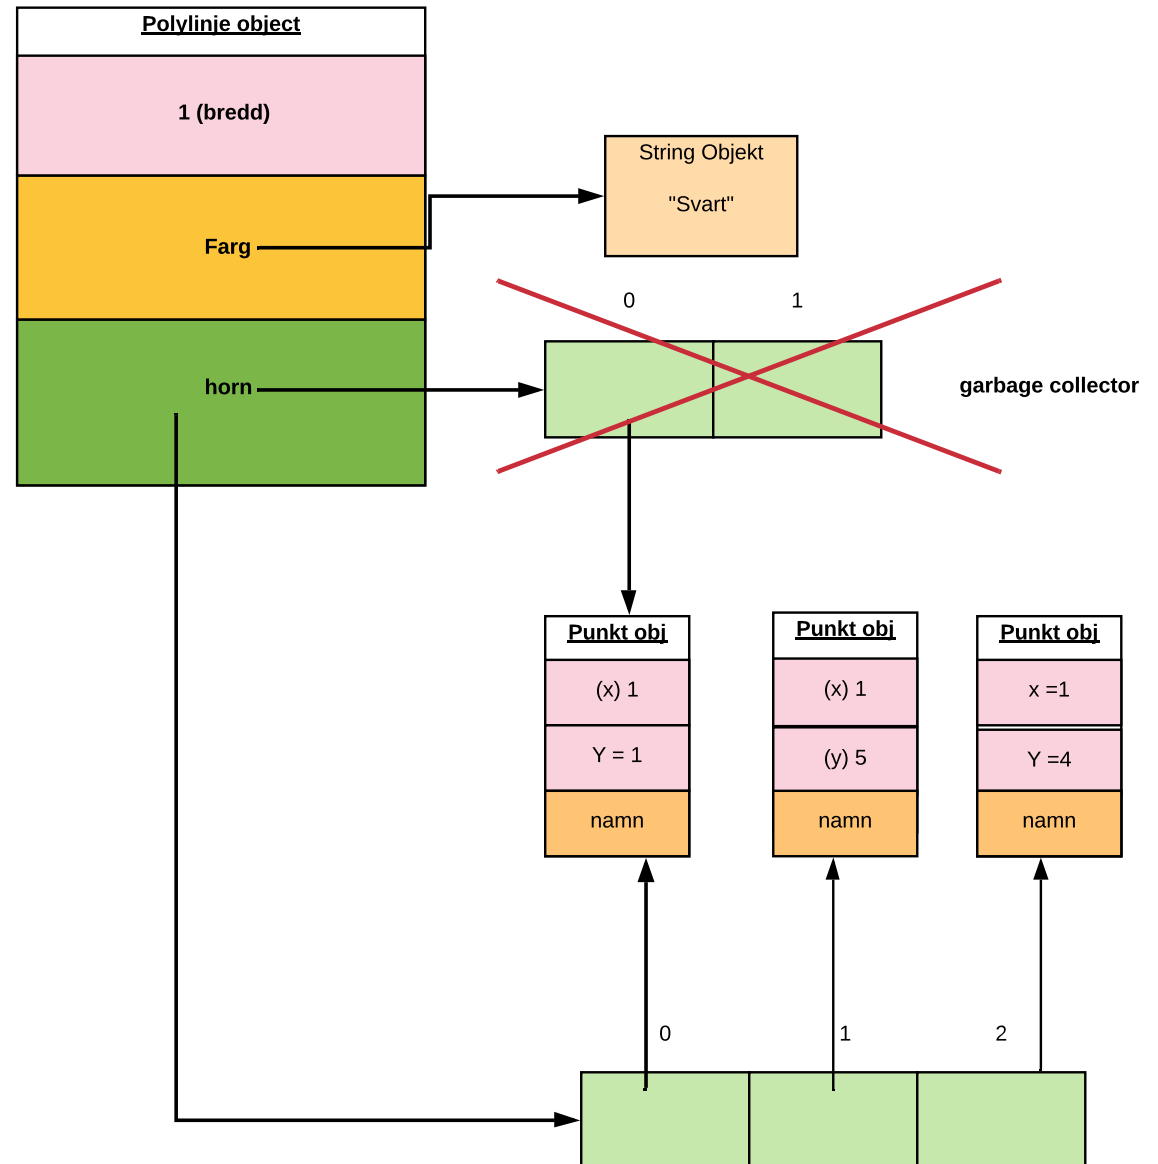 Polylinje object
1 (bredd)
String Objekt
"Svart"
Farg
0 1
horn
garbage collector
Punkt obj
(x) 1
Y = 1
namn
Punkt obj
(x) 1
(y) 5
namn
Punkt obj
x =1
Y =4
namn
0 1 2